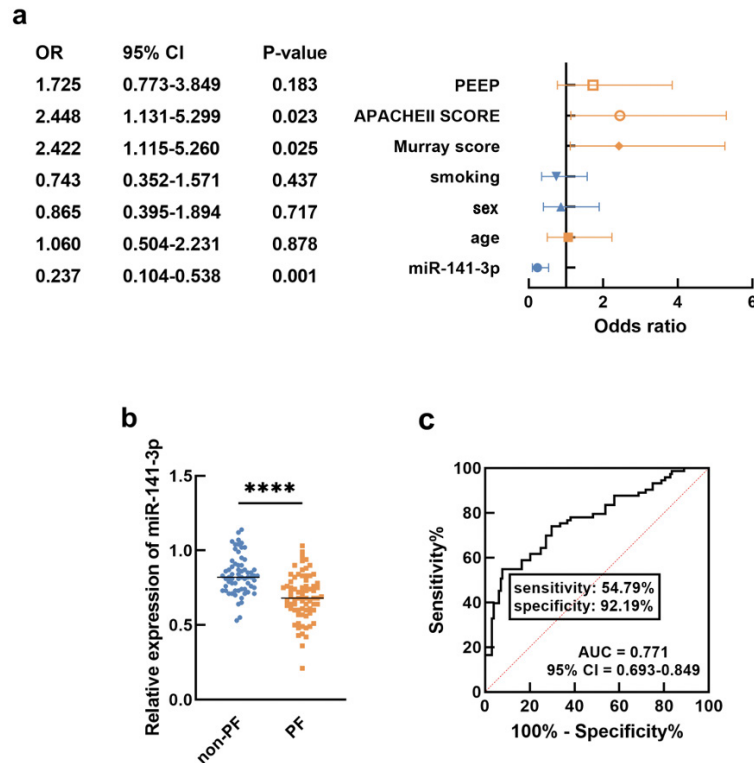 a
OR 95% CI P-value
1.725 0.773-3.849 0.183 PEEP
2.448 1.131-5.299 0.023 APACHEII SCORE
2.422 1.115-5.260 0.025 Murray score
0.743 0.352-1.571 0.437 smoking
0.865 0.395-1.894 0.717 sex
1.060 0.504-2.231 0.878 age
0.237 0.104-0.538 0.001 miR-141-3p
0 2 4 6
Odds ratio
b
Relative expression of miR-141-3p
1.5
1.0
0.5
0.0
****
non-PF PF
c
Sensitivity%
100
80
60
40
20
0
sensitivity: 54.79%
specificity: 92.19%
AUC = 0.771
95% CI = 0.693-0.849
0 20 40 60 80 100
100% - Specificity%